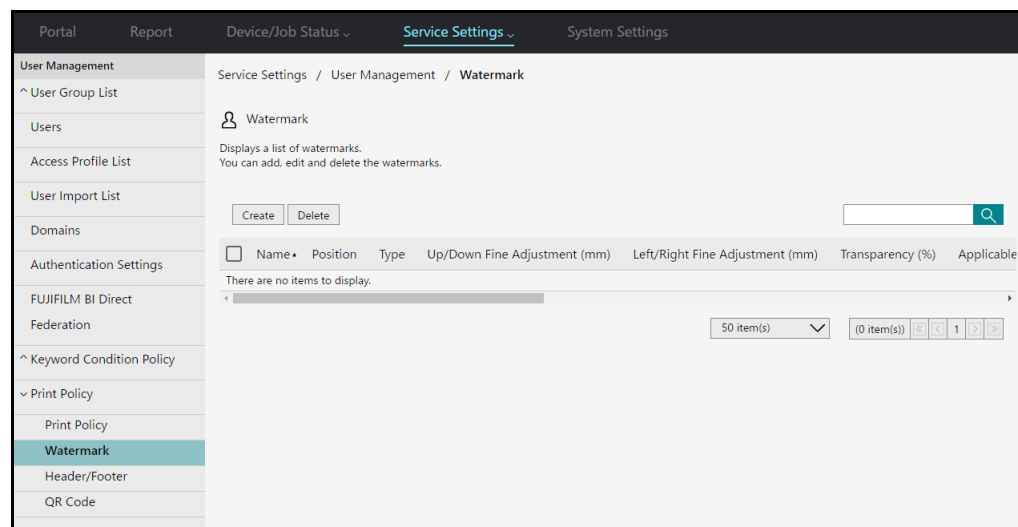 Portal Report Device/Job Status Service Settings System Settings
User Management
User Group List
Users
Access Profile List
User Import List
Domains
Authentication Settings
FUJIFILM BI Direct
Federation
Keyword Condition Policy
Print Policy
Print Policy
Watermark
Header/Footer
QR Code
Service Settings / User Management / Watermark
Watermark
Displays a list of watermarks.
You can add, edit and delete the watermarks.
Create Delete
Name Position Type Up/Down Fine Adjustment (mm) Left/Right Fine Adjustment (mm) Transparency (%) Applicable
There are no items to display.
50 item(s) (0 item(s)) 1